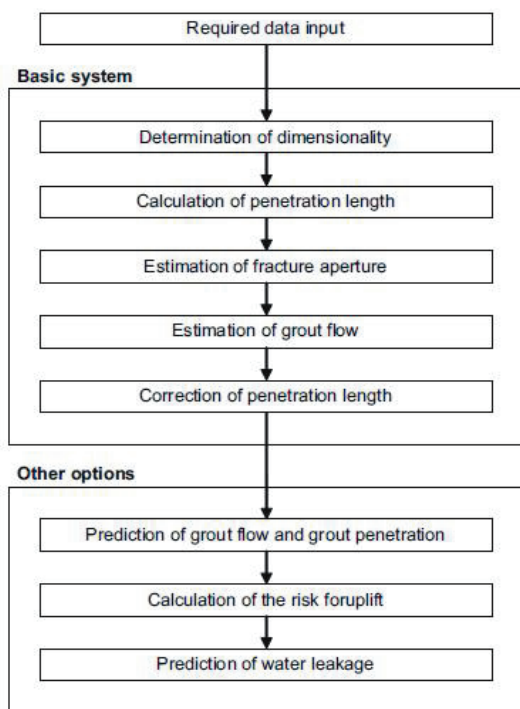 Required data input
Basic system
Determination of dimensionality
Calculation of penetration length
Estimation of fracture aperture
Estimation of grout flow
Correction of penetration length
Other options
Prediction of grout flow and grout penetration
Calculation of the risk foruplift
Prediction of water leakage